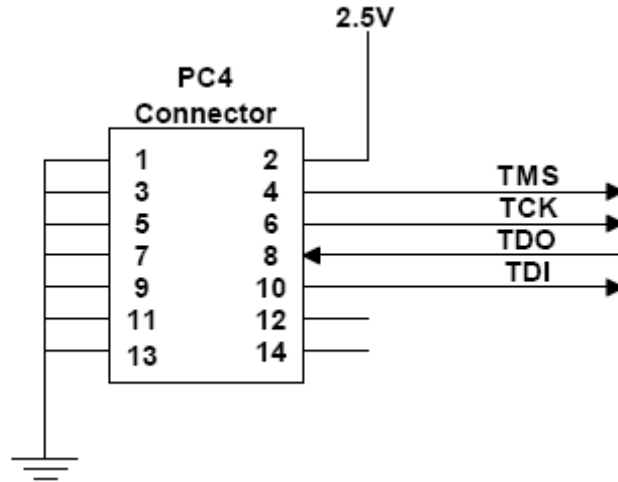 2.5V
PC4
Connector
1 2
3 4 TMS
5 6 TCK
7 8 TDO
9 10 TDI
11 12
13 14